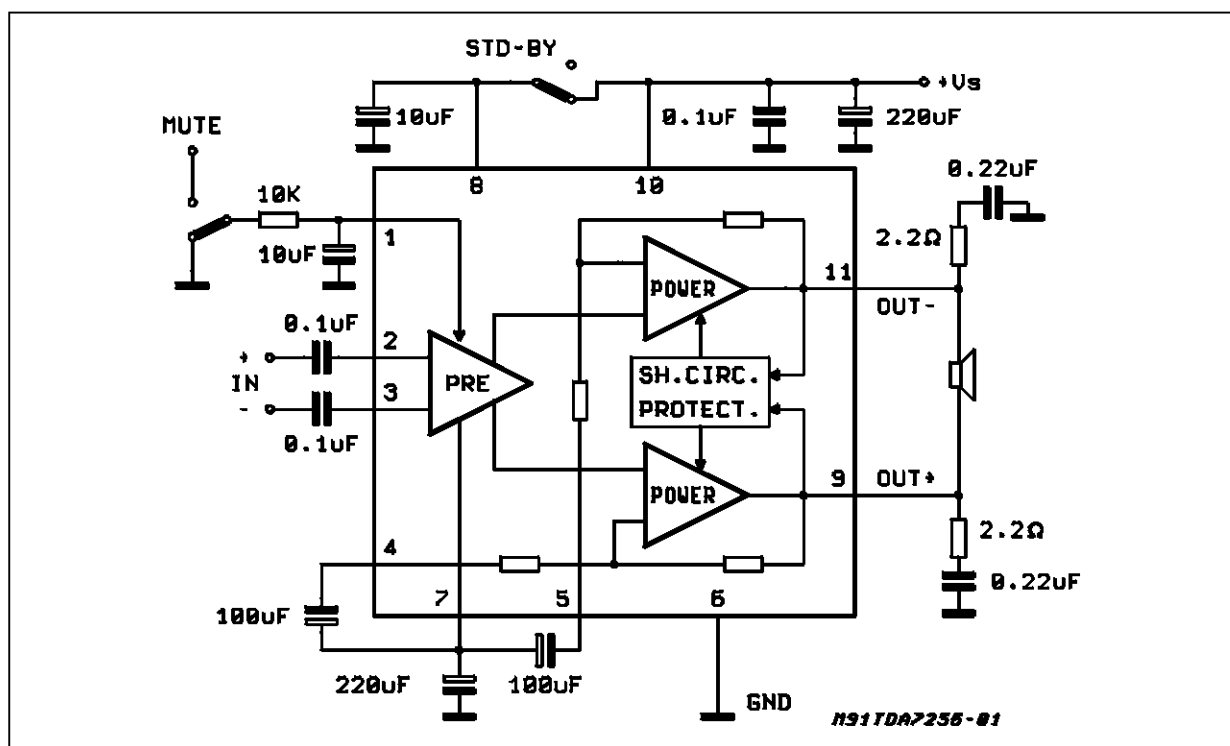 STD-BY
+Vs
10uF
0.1uF
220uF
MUTE
8
10
0.22uF
10K
1
2.2Ω
10uF
POWER
11
OUT-
0.1uF
2
+
IN
-
PRE
SH.CIRC.
PROTECT.
3
0.1uF
POWER
9
OUT+
2.2Ω
4
0.22uF
7
5
6
100uF
220uF
100uF
GND
M91TDA7256-01